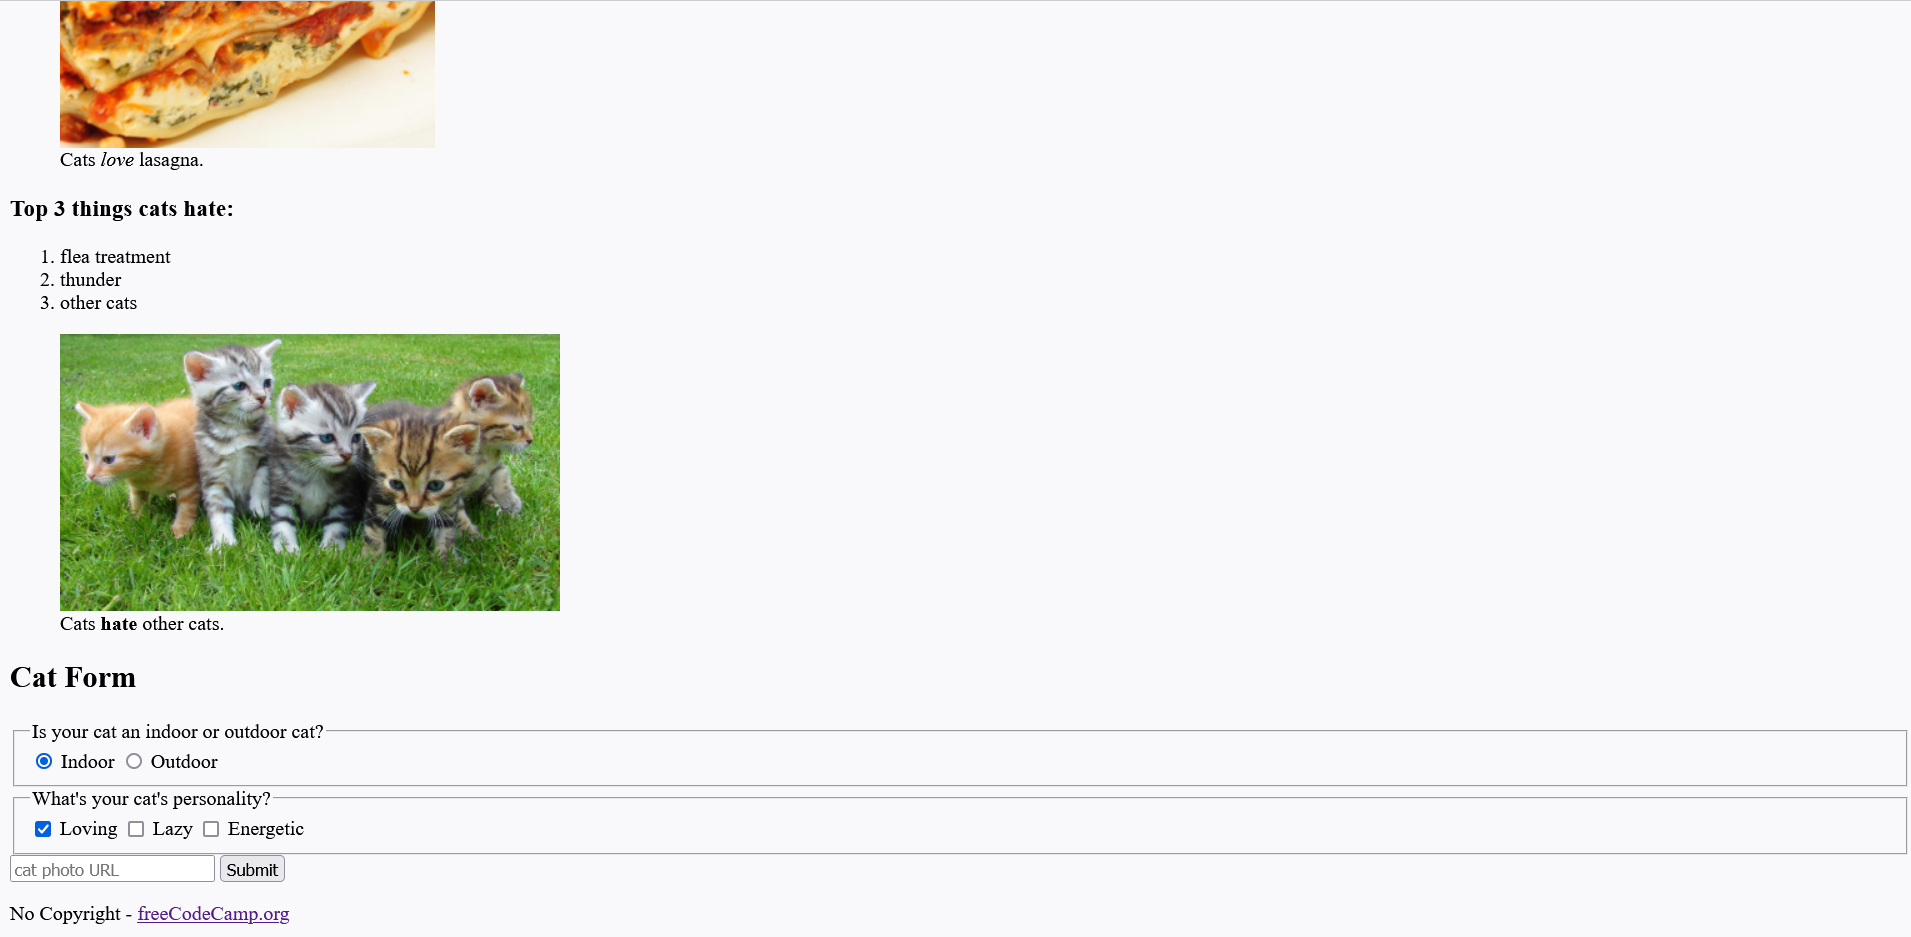 Cats love lasagna.
Top 3 things cats hate:
1. flea treatment
2. thunder
3. other cats
Cats hate other cats.
Cat Form
Is your cat an indoor or outdoor cat?
Indoor Outdoor
What's your cat's personality?
Loving Lazy Energetic
cat photo URL Submit
No Copyright - freeCodeCamp.org